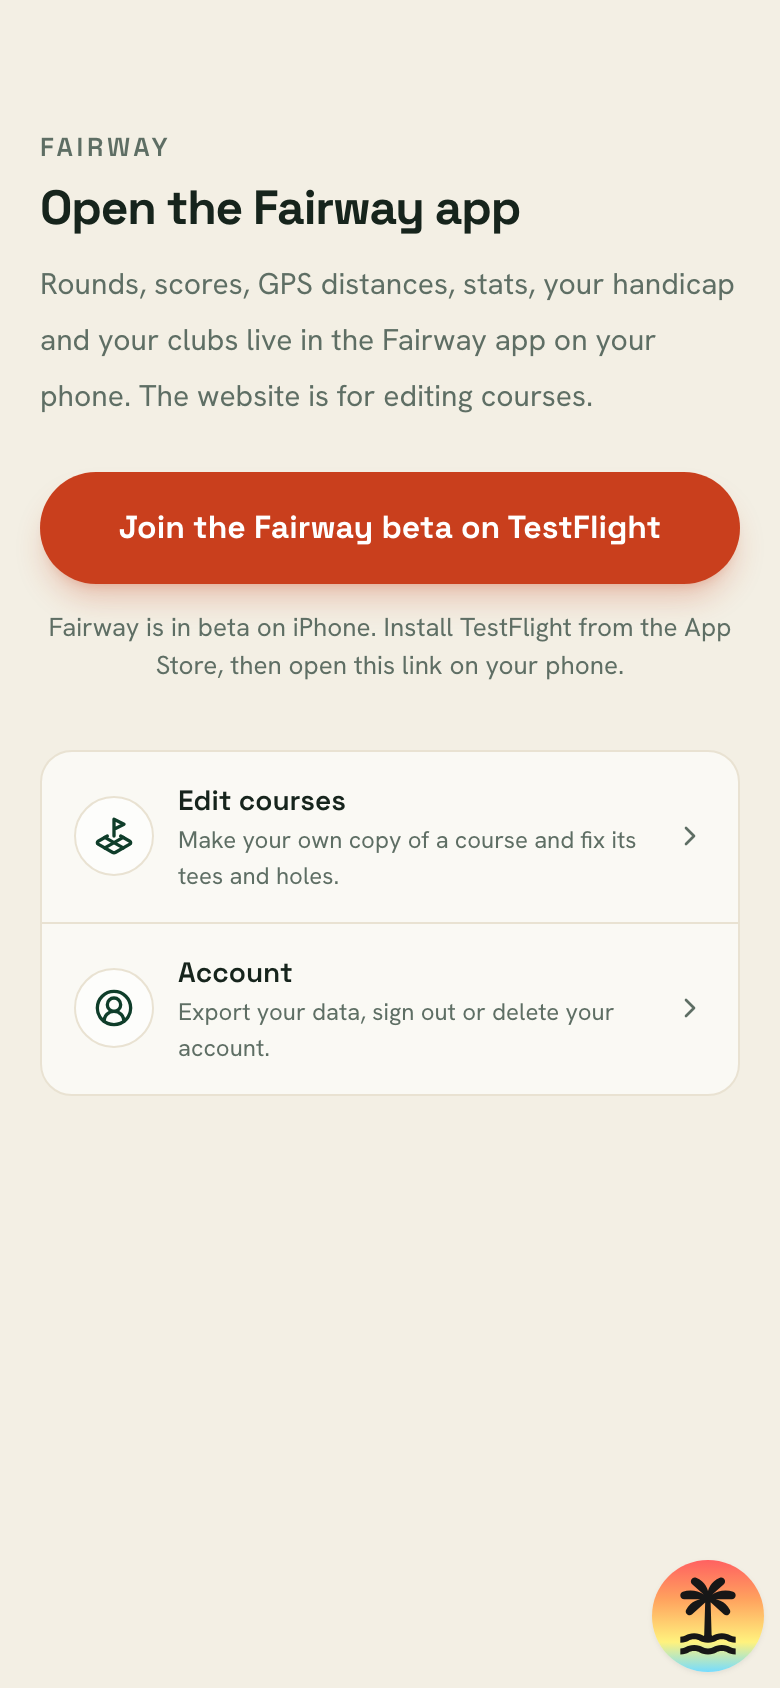 FAIRWAY
Open the Fairway app
Rounds, scores, GPS distances, stats, your handicap
and your clubs live in the Fairway app on your
phone. The website is for editing courses.
Join the Fairway beta on TestFlight
Fairway is in beta on iPhone. Install TestFlight from the App
Store, then open this link on your phone.
Edit courses
Make your own copy of a course and fix its
tees and holes.
Account
Export your data, sign out or delete your
account.